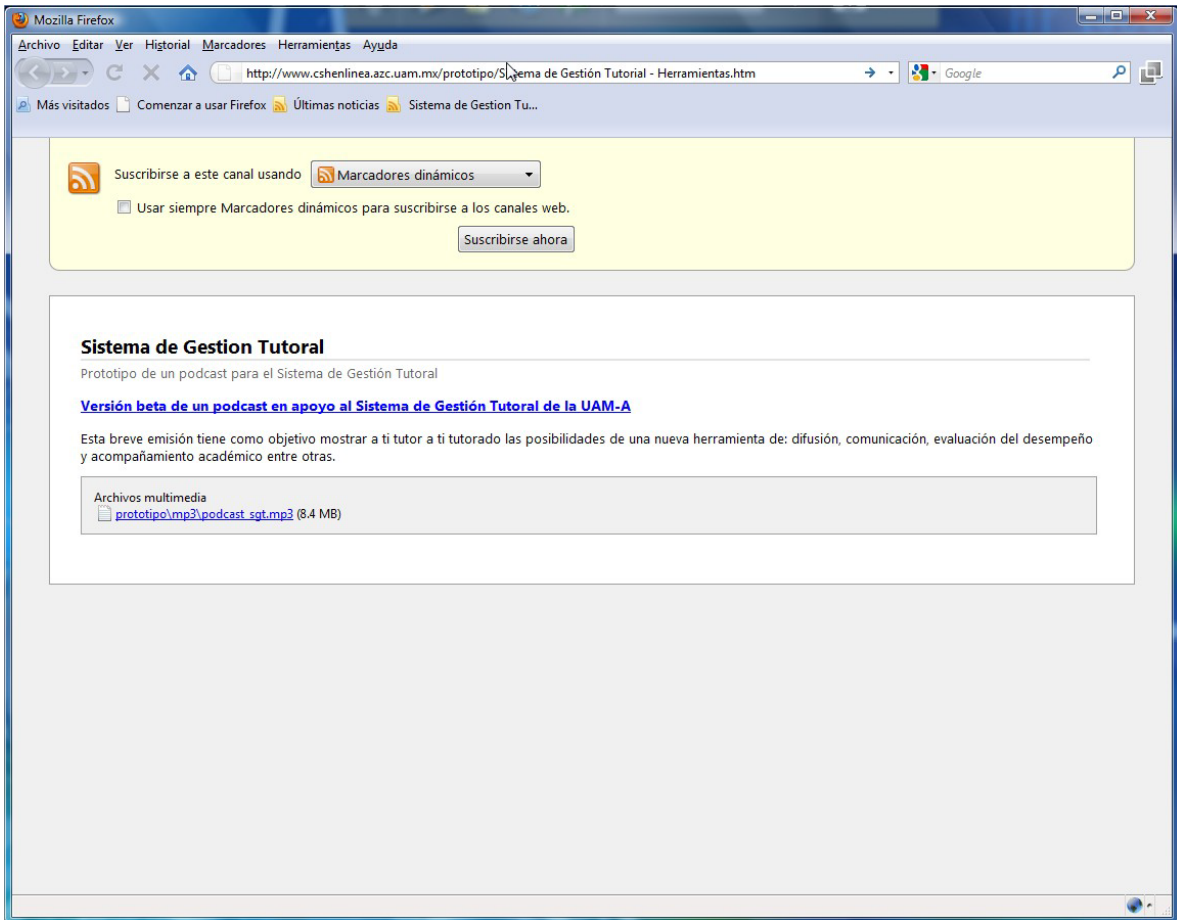 Mozilla Firefox
Archivo Editar Ver Historial Marcadores Herramientas Ayuda
http://www.cshenlinea.azc.uam.mx/prototipo/S ema de Gestión Tutorial - Herramientas.htm
Google
Más visitados Comenzar a usar Firefox Últimas noticias Sistema de Gestion Tu...
Suscribirse a este canal usando Marcadores dinámicos
Usar siempre Marcadores dinámicos para suscribirse a los canales web.
Suscribirse ahora
Sistema de Gestion Tutoral
Prototipo de un podcast para el Sistema de Gestión Tutoral
Versión beta de un podcast en apoyo al Sistema de Gestión Tutoral de la UAM-A
Esta breve emisión tiene como objetivo mostrar a ti tutor a ti tutorado las posibilidades de una nueva herramienta de: difusión, comunicación, evaluación del desempeño
y acompañamiento académico entre otras.
Archivos multimedia
prototipo\mp3\podcast_sgt.mp3 (8.4 MB)